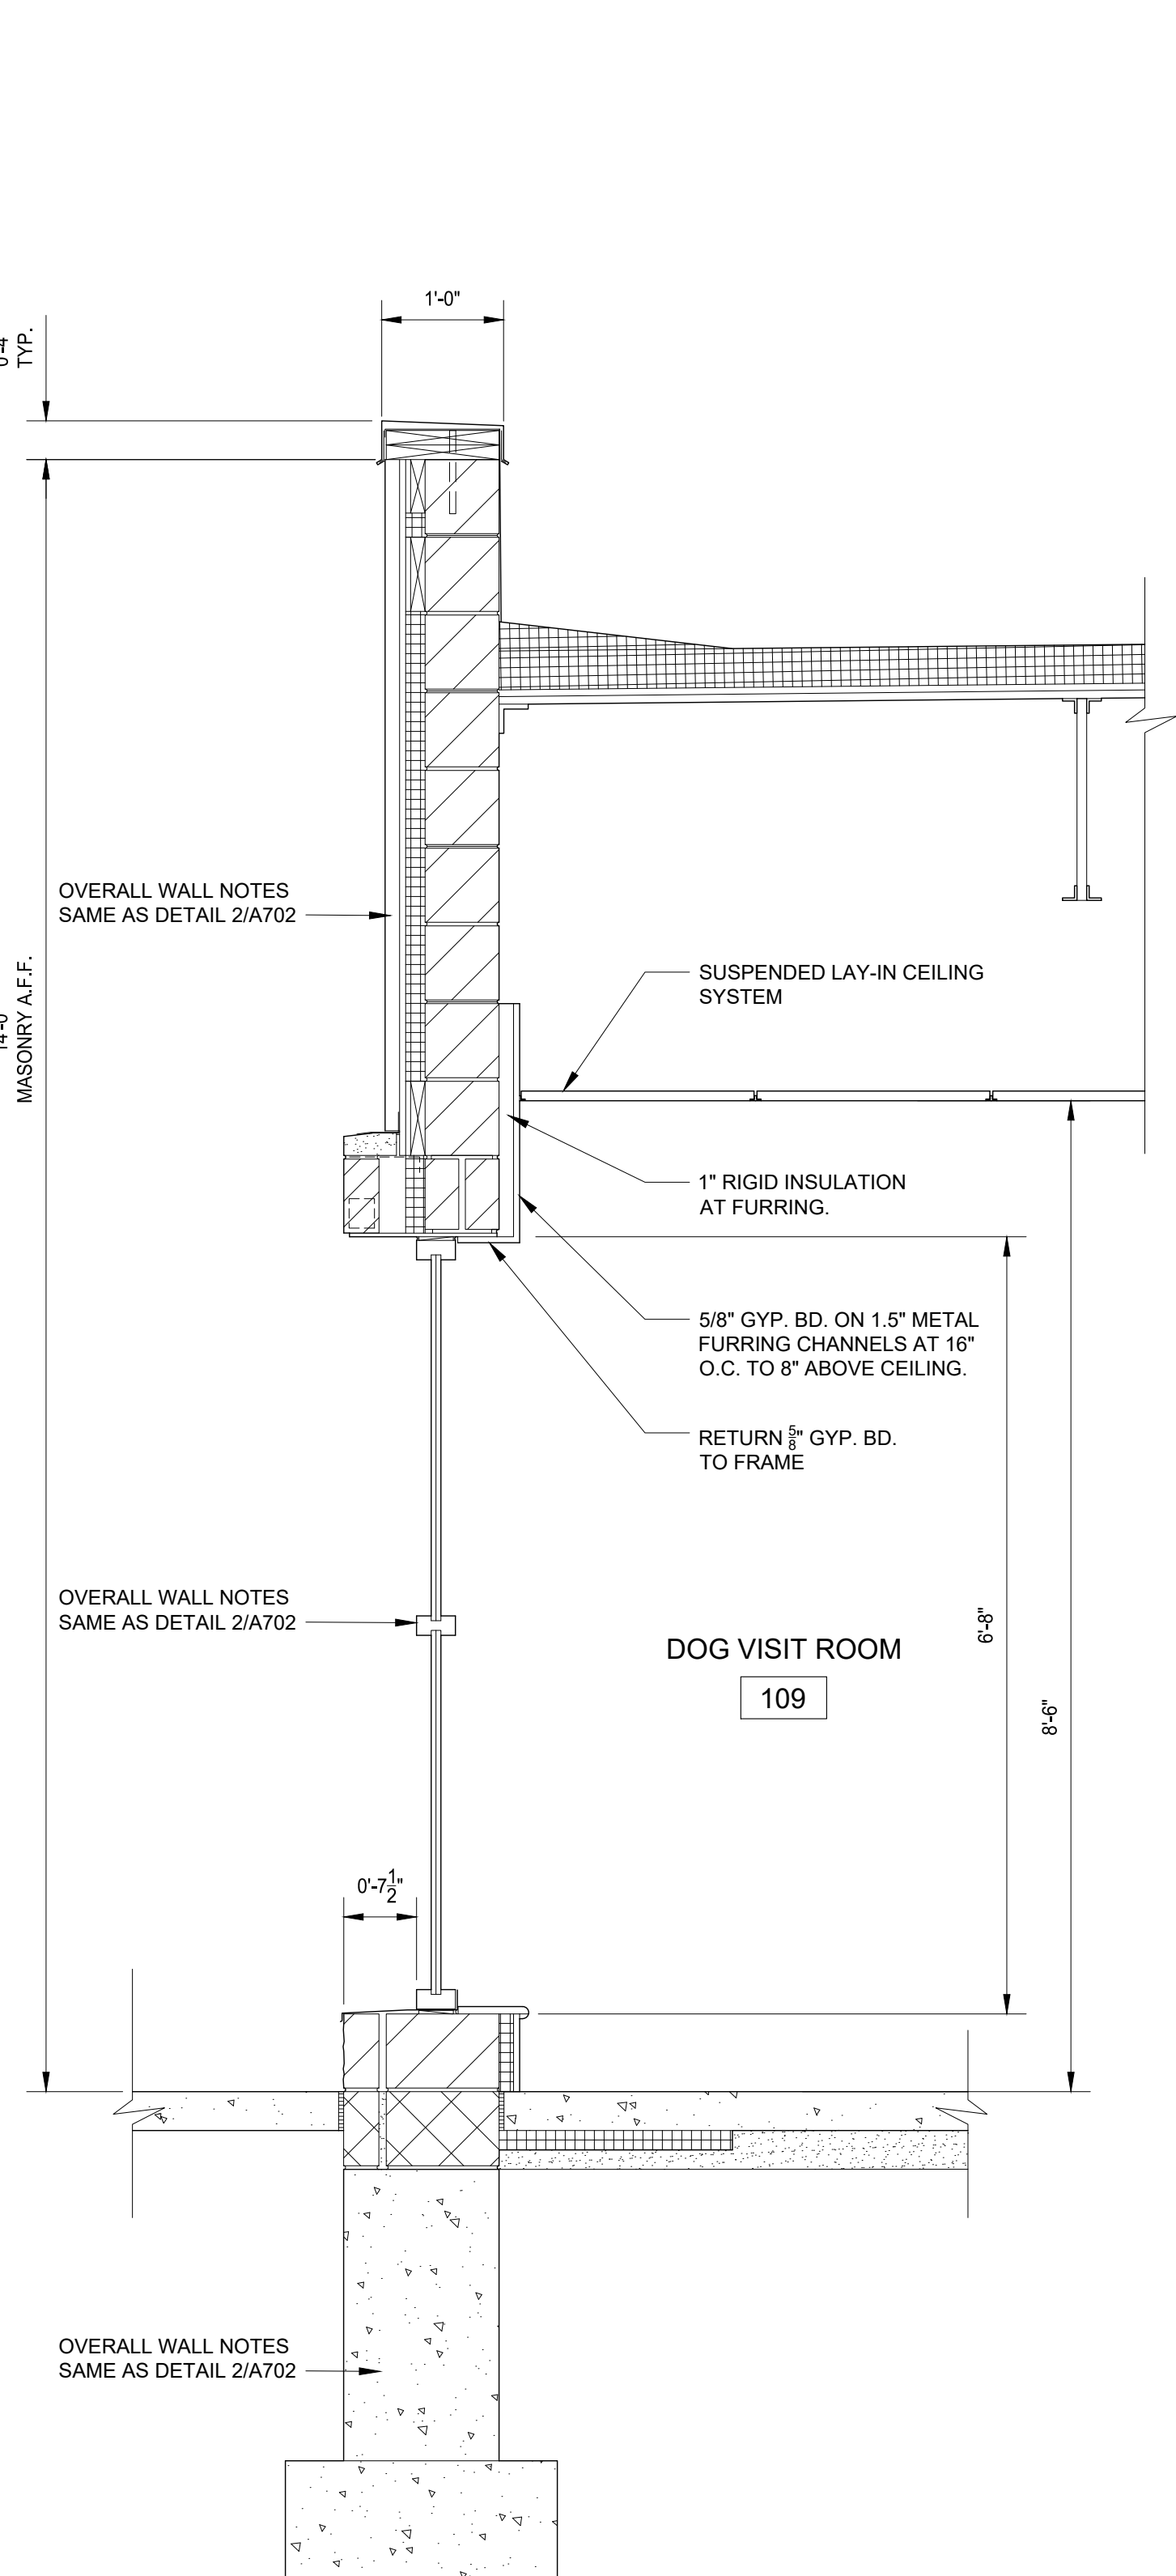 1'-0"
TYP.
MASONRY A.F.F.
OVERALL WALL NOTES
SAME AS DETAIL 2/A702
SUSPENDED LAY-IN CEILING
SYSTEM
1" RIGID INSULATION
AT FURRING.
5/8" GYP. BD. ON 1.5" METAL
FURRING CHANNELS AT 16"
O.C. TO 8" ABOVE CEILING.
RETURN 5/8" GYP. BD.
TO FRAME
OVERALL WALL NOTES
SAME AS DETAIL 2/A702
DOG VISIT ROOM
109
6'-8"
8'-6"
0'-7 1/2"
OVERALL WALL NOTES
SAME AS DETAIL 2/A702